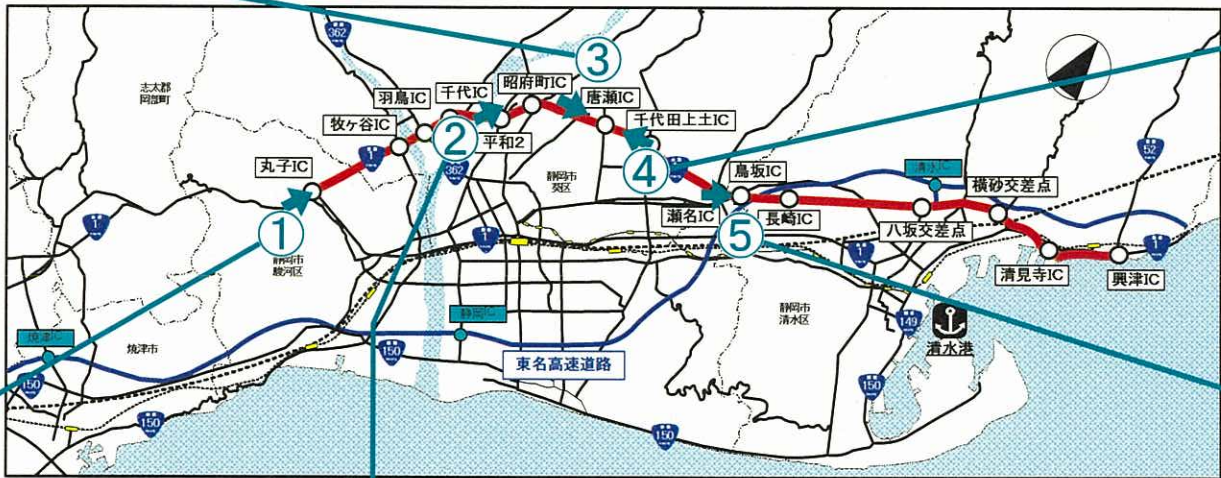 362
③
昭府町IC
志太郡
岡部町
羽鳥IC
千代IC
唐瀬IC
②
千代田上土IC
牧ヶ谷IC
平和2
丸子IC
1
362
静岡市
葵区
④
1
鳥坂IC
清水IC
横砂交差点
52
①
1
瀬名IC
長崎IC
⑤
八坂交差点
静岡市
駿河区
1
1
1
清見寺IC
興津IC
焼津IC
静岡IC
静岡市
清水区
149
清水港
焼津市
150
東名高速道路
150
150
150
150